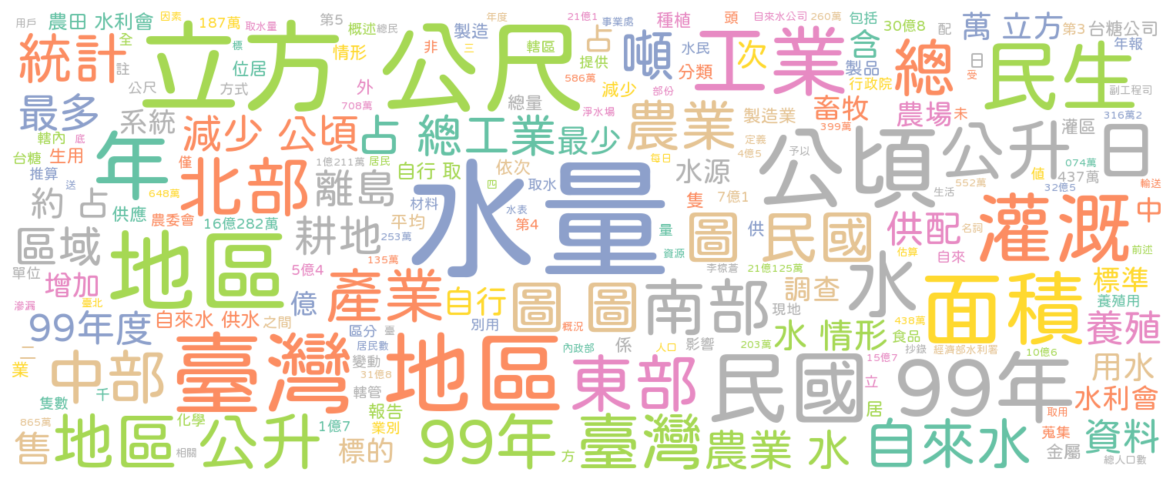 用戶 農田 水利會 因素 187萬 取水量 第5 概述 總民 製造 年度 21億1 事業處 種植 頭 自來水公司 260萬 包括 30億8 配 萬 立方 第3 台糖公司
統計 全 註 立方 公尺 標 位居 情形 非 三 轄區 占 提供 噸 水民 分類 工業 次 含 製品 行政院 總 日 受 民生 年報
最多 公尺 方式 外 586萬 減少 部份 副工程司
轄內 底 系統 減少 公頃 708萬 占 總工業 總量 淨水場 最少 農業 製造業 畜牧 399萬 農場 未 公頃 公升 灌區 日 316萬2
台糖 生用 年 僅 1億211萬 居民 自行 取 依次 每日 定義 4億5 予以 值 074萬
推算 送 648萬 北部 離島 四 取水 水量 水源 7億1 552萬 生活 32億5 437萬 輸送
約 占 供應 農委會 16億282萬 平均 材料 水表 第4 隻 圖 民國 供配 名詞 灌溉 中
區域 耕地 253萬 量 供 資源 佔算 自來 前述
單位 增加 地區 5億4 135萬 李椋蒼 21億125萬 水 標準
滲漏 臺北 億 產業 自行 圖 圖 南部 調查 現地 面積 養殖用
99年度 自來水 供水 之間 區分 臺 別用 概況 係 影響 水 情形 438萬 食品 養殖
二 業 中部 臺灣 地區 居民數 變動 內政部 人口 203萬 15億7 抄錄 經濟部水利署 10億6
千 31億8 轄管 東部 民國 立 99年 用水
隻數 報告 居 取用 水利會
865萬 售 地區 公升 化學 1億7 業別 99年 方 臺灣 農業 水 自來水 蒐集 資料
相關 標的 金屬 總人口數